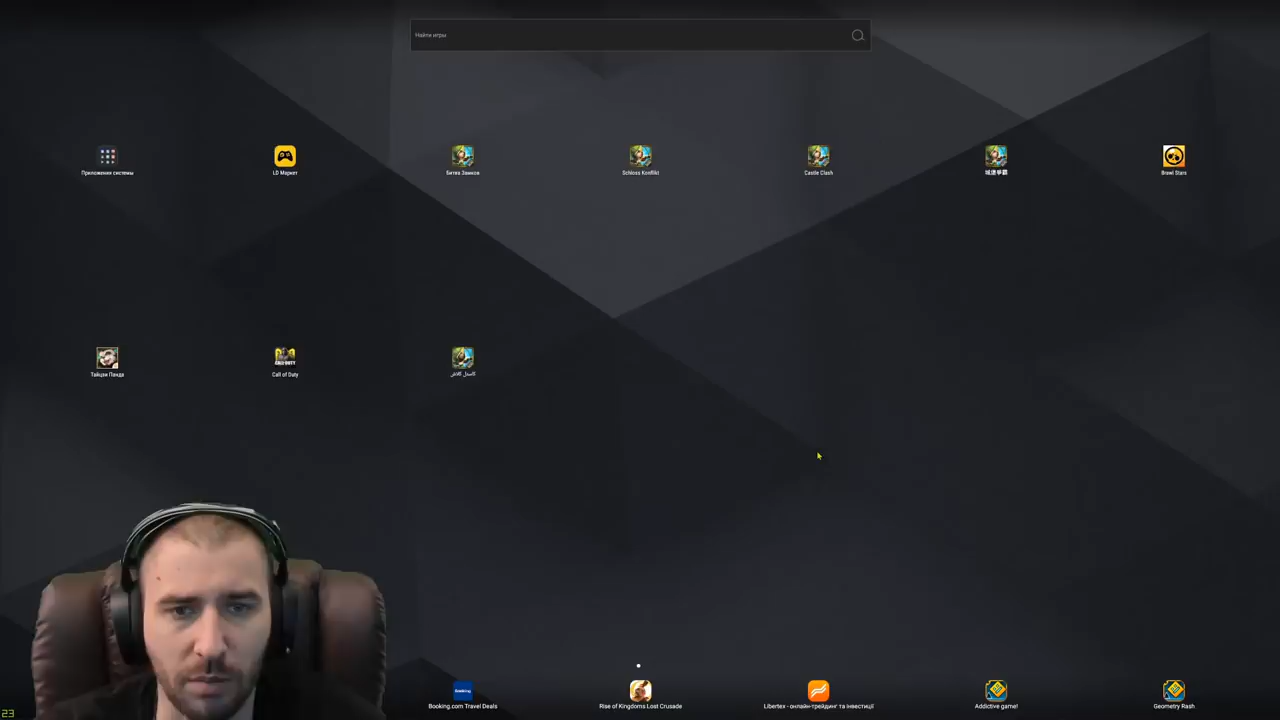 Найти игры
Приложения системы
LD Маркет
Битва Замков
Schloss Konflikt
Castle Clash
城堡爭霸
Brawl Stars
Тайцзи Панда
Call of Duty
كاسل كلاش
Booking.com Travel Deals
Rise of Kingdoms Lost Crusade
Libertex - онлайн-трейдинг та інвестиції
Addictive game!
Geometry Rash
23